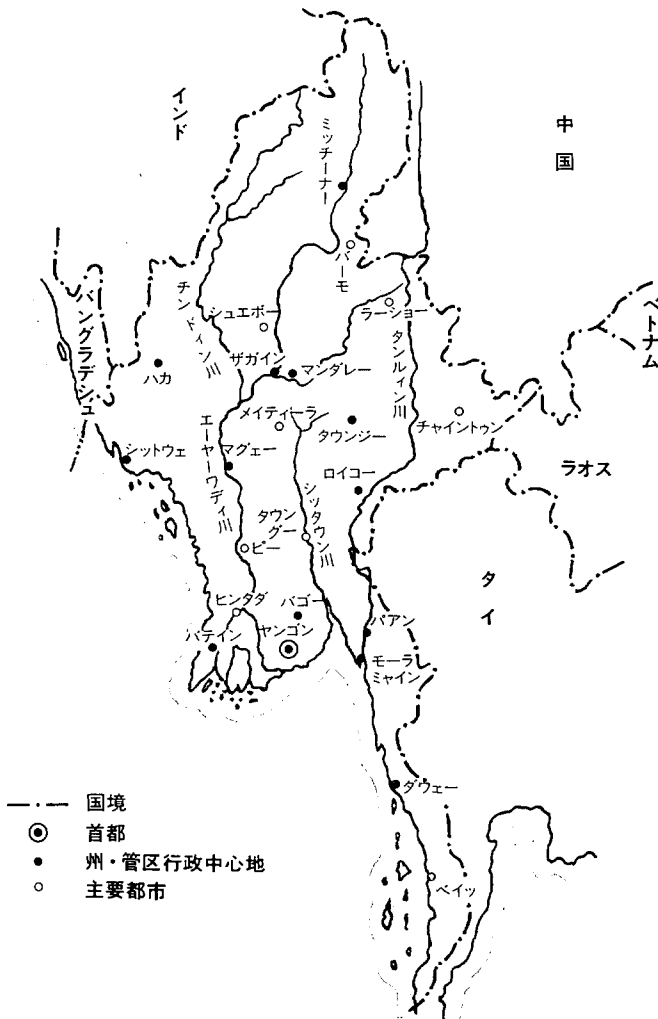 インド
中国
ミッチーナー
バーモ
チンドィン川
シュエボー
ラーショー
バングラデシュ
ベトナム
ハカ
ザガイン
マンダレー
タンルィン川
メイティーラ
タウンジー
チャイントゥン
シットウェ
マグェー
エーヤーワディ川
ロイコー
ラオス
シッタウン川
タウン
グー
ピー
タイ
ヒンタダ
バゴー
パテイン
ヤンゴン
パアン
モーラ
ミャイン
ダウェー
ベイッ
国境
首都
州・管区行政中心地
主要都市